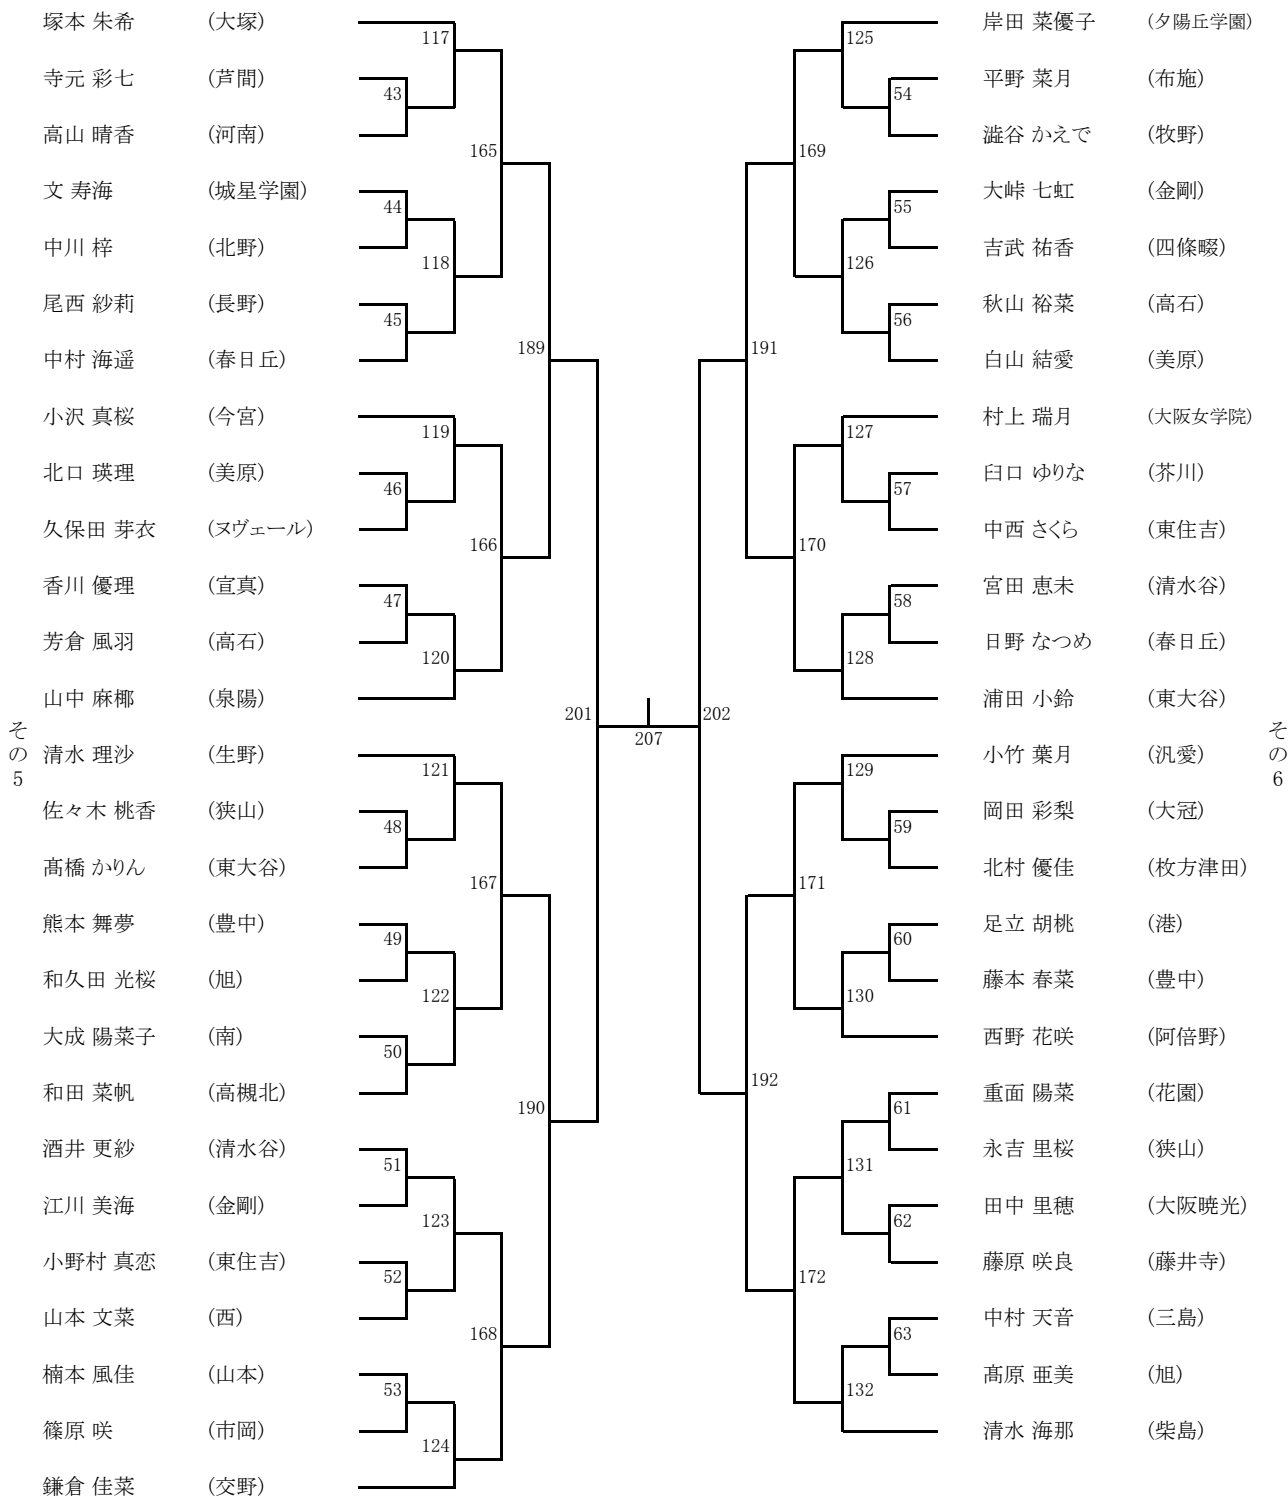 塚本 朱希 (大塚)
寺元 彩七 (芦間)
高山 晴香 (河南)
文 寿海 (城星学園)
中川 梓 (北野)
尾西 紗莉 (長野)
中村 海遥 (春日丘)
小沢 真桜 (今宮)
北口 瑛理 (美原)
久保田 芽衣 (ヌヴェール)
香川 優理 (宣真)
芳倉 風羽 (高石)
山中 麻椰 (泉陽)
清水 理沙 (生野)
佐々木 桃香 (狭山)
髙橋 かりん (東大谷)
熊本 舞夢 (豊中)
和久田 光桜 (旭)
大成 陽菜子 (南)
和田 菜帆 (高槻北)
酒井 更紗 (清水谷)
江川 美海 (金剛)
小野村 真恋 (東住吉)
山本 文菜 (西)
楠本 風佳 (山本)
篠原 咲 (市岡)
鎌倉 佳菜 (交野)
その5
117
43
165
44
118
45
189
119
46
166
47
120
201
121
48
167
49
122
50
190
51
123
52
168
53
124
207
202
125
54
169
55
126
56
191
127
57
170
58
128
129
59
171
60
130
192
61
131
62
172
63
132
岸田 菜優子 (夕陽丘学園)
平野 菜月 (布施)
澁谷 かえで (牧野)
大峠 七虹 (金剛)
吉武 祐香 (四條畷)
秋山 裕菜 (高石)
白山 結愛 (美原)
村上 瑞月 (大阪女学院)
臼口 ゆりな (芥川)
中西 さくら (東住吉)
宮田 恵未 (清水谷)
日野 なつめ (春日丘)
浦田 小鈴 (東大谷)
小竹 葉月 (汎愛)
岡田 彩梨 (大冠)
北村 優佳 (枚方津田)
足立 胡桃 (港)
藤本 春菜 (豊中)
西野 花咲 (阿倍野)
重面 陽菜 (花園)
永吉 里桜 (狭山)
田中 里穂 (大阪暁光)
藤原 咲良 (藤井寺)
中村 天音 (三島)
髙原 亜美 (旭)
清水 海那 (柴島)
その6